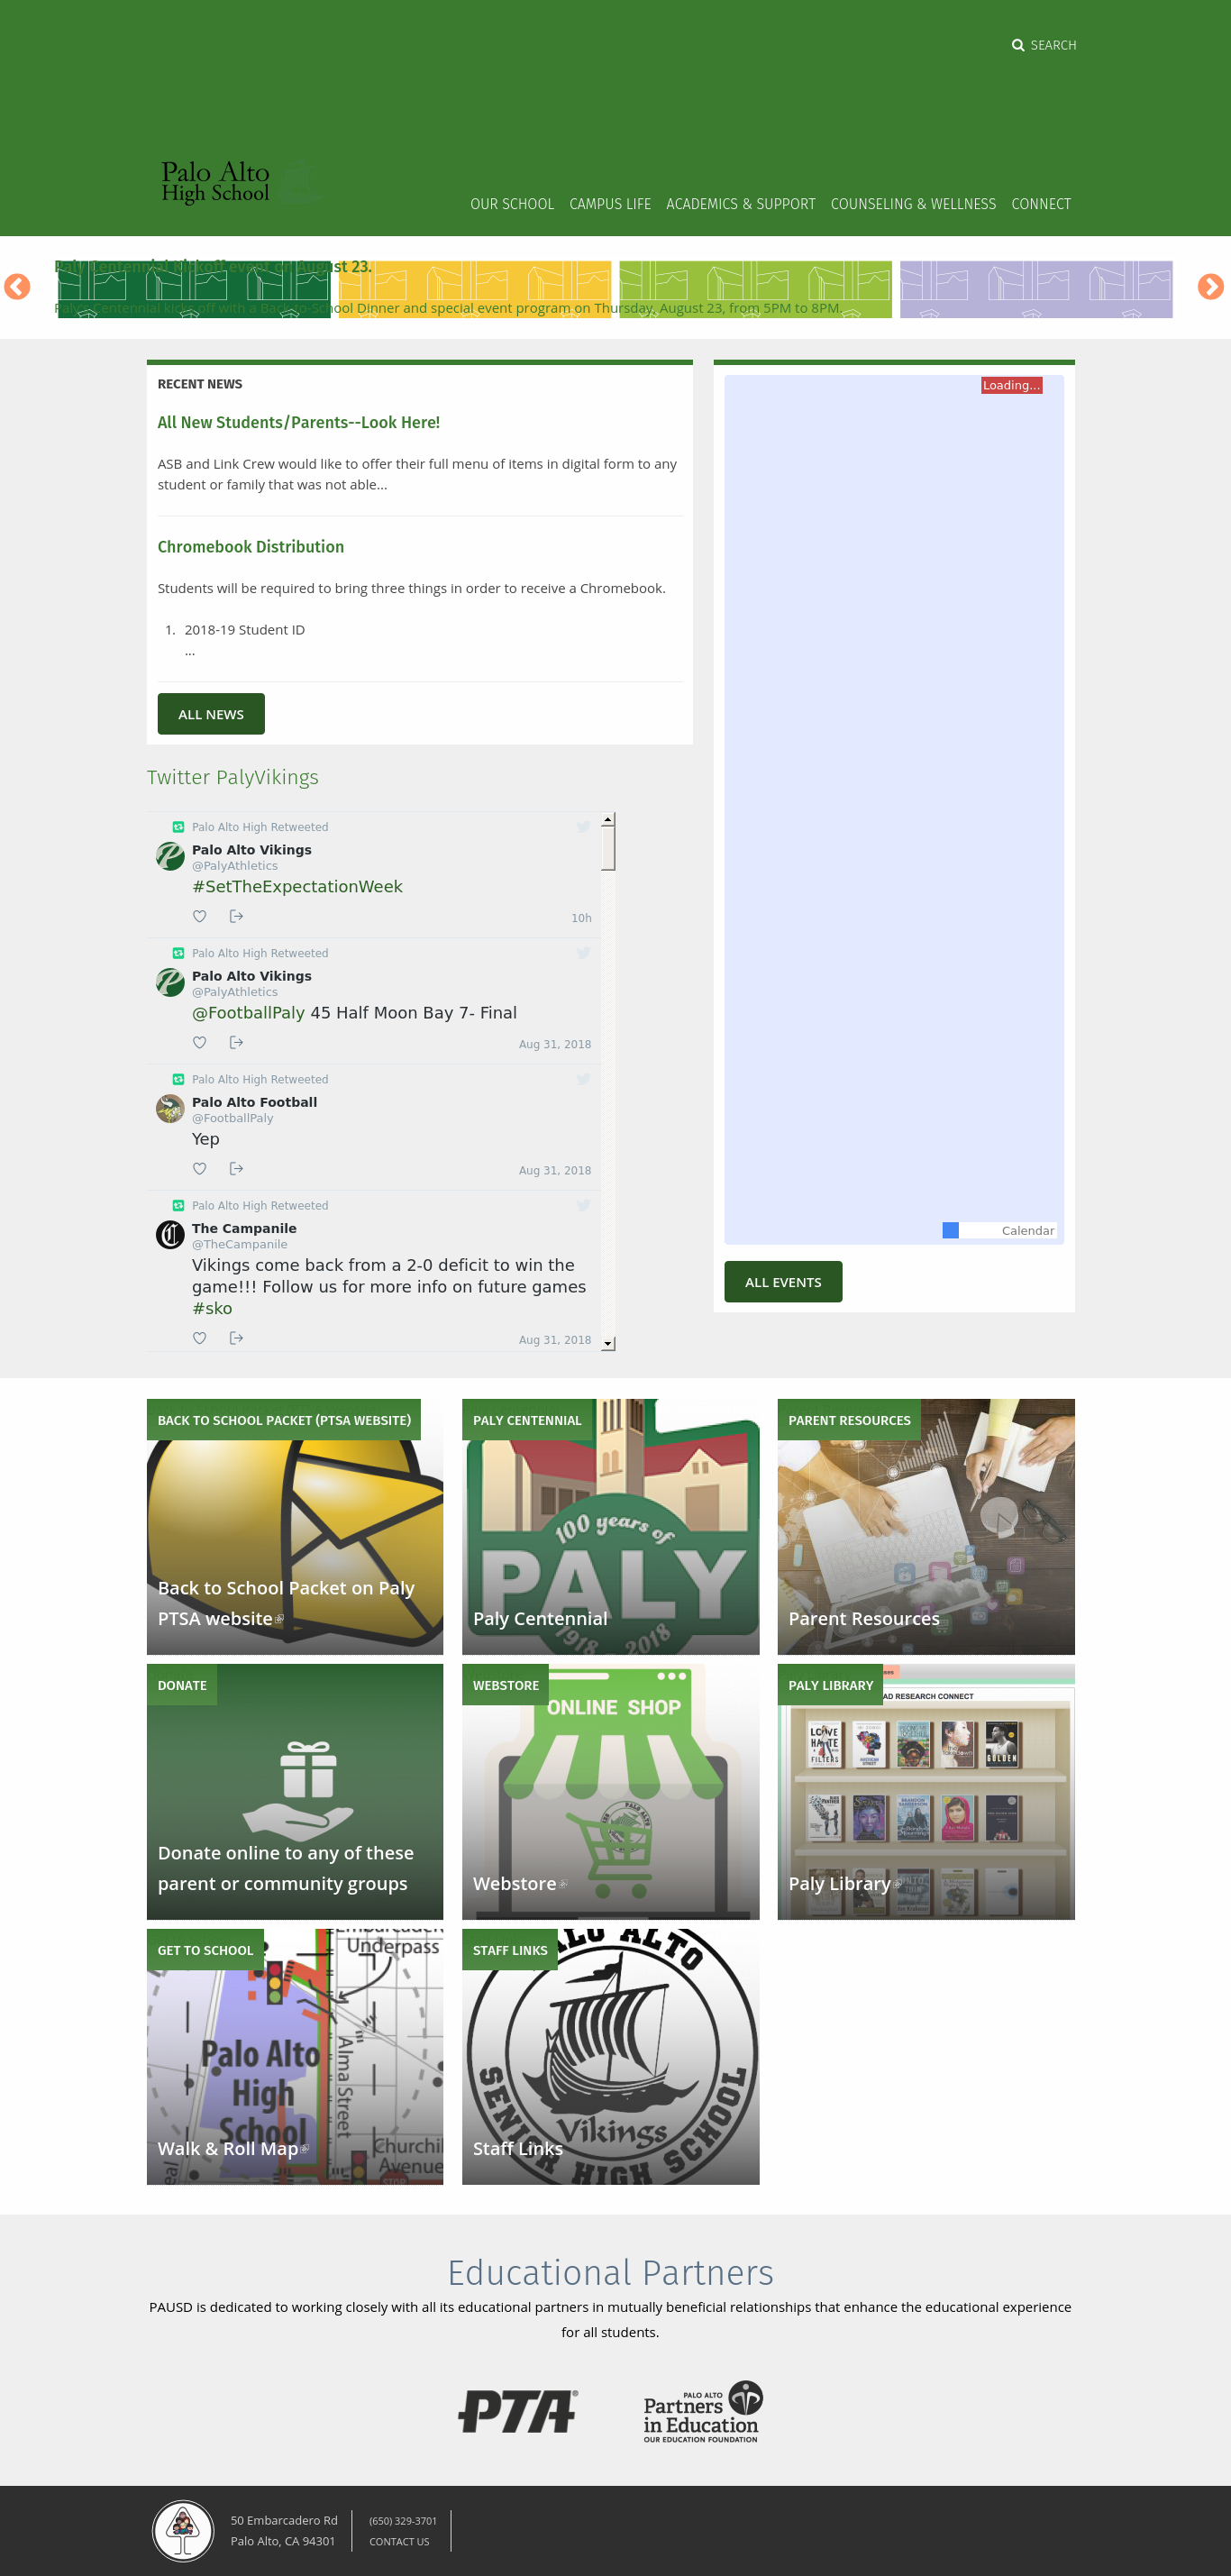 SEARCH
Palo Alto
High School
OUR SCHOOL CAMPUS LIFE ACADEMICS & SUPPORT COUNSELING & WELLNESS CONNECT
Paly Centennial Kickoff event on August 23.
Paly's Centennial kicks off with a Back-to-School Dinner and special event program on Thursday, August 23, from 5PM to 8PM.
RECENT NEWS
All New Students/Parents--Look Here!
ASB and Link Crew would like to offer their full menu of items in digital form to any
student or family that was not able...
Chromebook Distribution
Students will be required to bring three things in order to receive a Chromebook.
1. 2018-19 Student ID
...
ALL NEWS
Loading...
Calendar
ALL EVENTS
Twitter PalyVikings
Palo Alto High Retweeted
Palo Alto Vikings
@PalyAthletics
#SetTheExpectationWeek
10h
Palo Alto High Retweeted
Palo Alto Vikings
@PalyAthletics
@FootballPaly 45 Half Moon Bay 7- Final
Aug 31, 2018
Palo Alto High Retweeted
Palo Alto Football
@FootballPaly
Yep
Aug 31, 2018
Palo Alto High Retweeted
The Campanile
@TheCampanile
Vikings come back from a 2-0 deficit to win the
game!!! Follow us for more info on future games
#sko
Aug 31, 2018
BACK TO SCHOOL PACKET (PTSA WEBSITE)
Back to School Packet on Paly
PTSA website
PALY CENTENNIAL
100 years of
PALY
1918 - 2018
Paly Centennial
PARENT RESOURCES
Parent Resources
DONATE
Donate online to any of these
parent or community groups
WEBSTORE
ONLINE SHOP
PALO ALTO
Webstore
PALY LIBRARY
AD RESEARCH CONNECT
LOVE
HATE
FILTERS
GOLDEN
Paly Library
GET TO SCHOOL
Embarcadero
Underpass
Palo Alto
High
School
Alma Street
Churchil
Avenue
STOP
Walk & Roll Map
STAFF LINKS
PALO ALTO
Vikings
SENIOR HIGH SCHOOL
Staff Links
Educational Partners
PAUSD is dedicated to working closely with all its educational partners in mutually beneficial relationships that enhance the educational experience
for all students.
PTA®
PALO ALTO
Partners
in Education
OUR EDUCATION FOUNDATION
50 Embarcadero Rd
Palo Alto, CA 94301
(650) 329-3701
CONTACT US